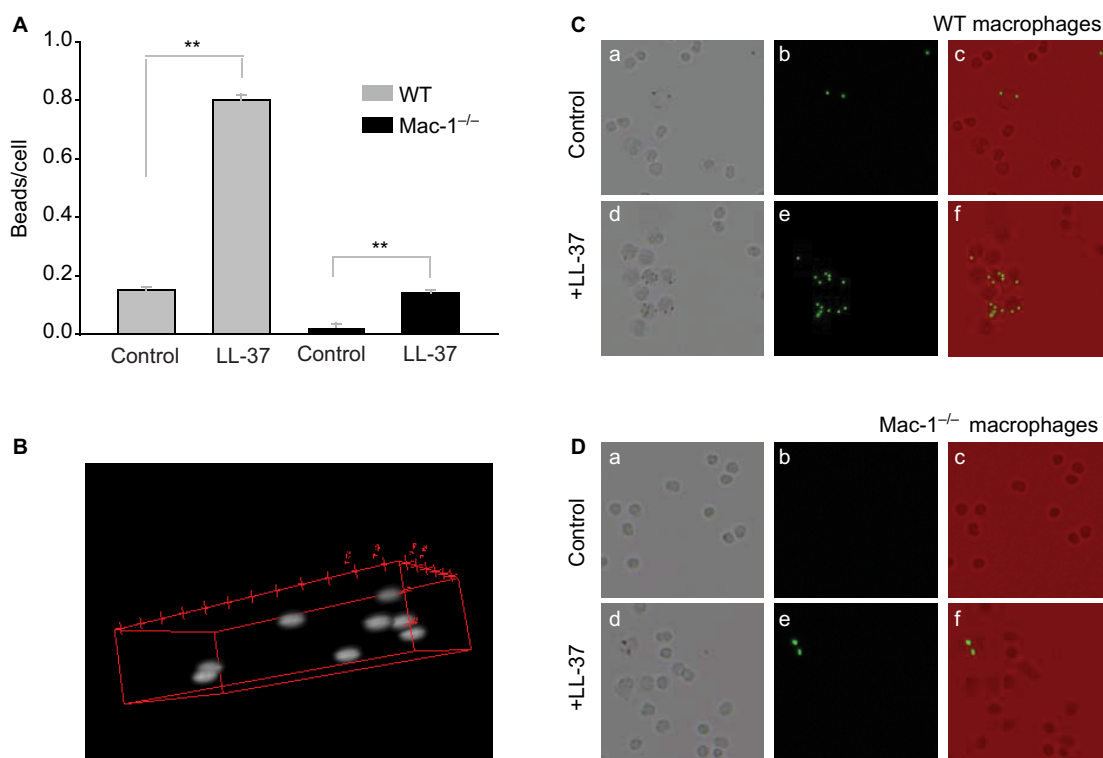 A
1.0
0.8
0.6
0.4
0.2
0.0
Beads/cell
**
**
WT
Mac-1⁻/⁻
Control
LL-37
Control
LL-37
B
C
WT macrophages
Control
a
b
c
+LL-37
d
e
f
D
Mac-1⁻/⁻ macrophages
Control
a
b
c
+LL-37
d
e
f